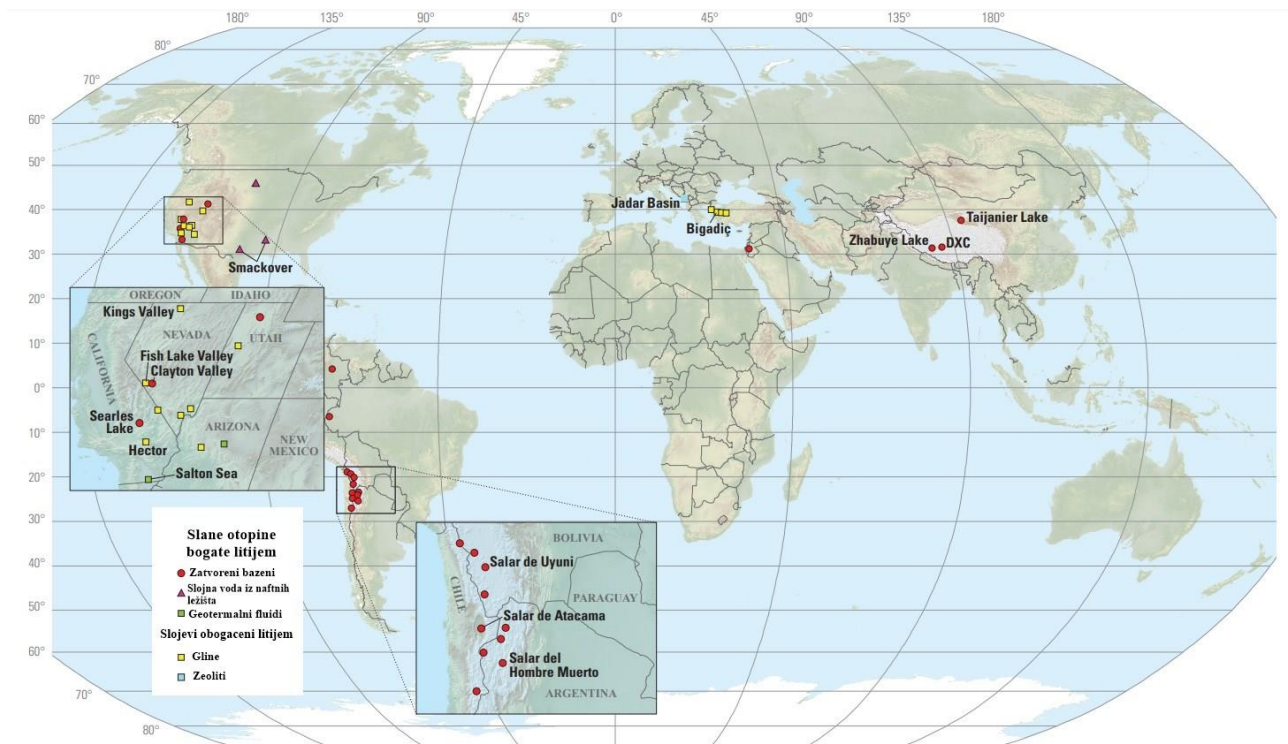 180° 135° 90° 45° 0° 45° 90° 180°
80°
70°
60°
50°
40°
30°
20°
10°
0°
10°
20°
30°
40°
50°
60°
70°
80°
Jadar Basin
Bigadiç
Taijanier Lake
Zhabuye Lake
DXC
Smackover
OREGON
IDAHO
Kings Valley
NEVADA
UTAH
CALIFORNIA
Fish Lake Valley
Clayton Valley
Searles
Lake
ARIZONA
Hector
NEW
MEXICO
Salton Sea
BOLIVIA
Salar de Uyuni
CHILE
PARAGUAY
Salar de Atacama
Salar del
Hombre Muerto
ARGENTINA
Slane otopine
bogate litijem
Zatvoreni bazeni
Slojna voda iz naftnih
ležišta
Geotermalni fluidi
Slojevi obogaceni litijem
Gline
Zeoliti